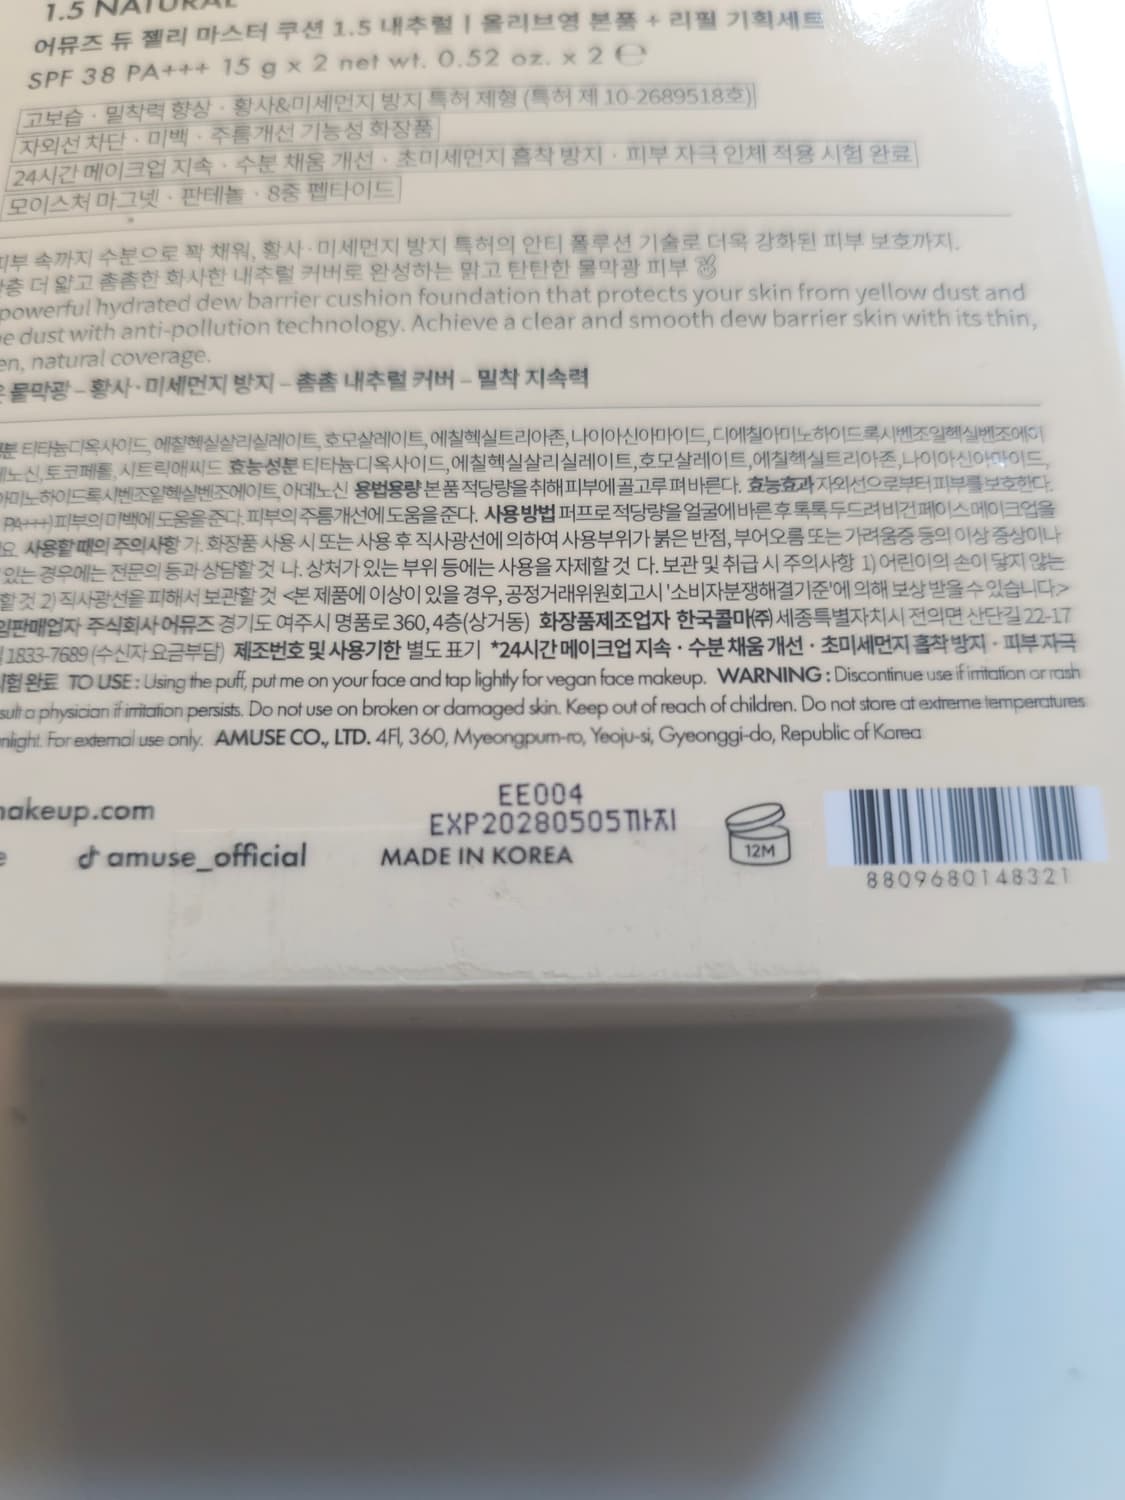 1.5 NATURAL
어뮤즈 듀 젤리 마스터 쿠션 1.5 내추럴 | 올리브영 본품 + 리필 기획세트
SPF 38 PA+++ 15 g x 2 net wt. 0.52 oz. x 2 ℮
고보습 · 밀착력 향상 · 황사&미세먼지 방지 특허 제형 (특허 제 10-2689518호)
자외선 차단 · 미백 · 주름개선 기능성 화장품
24시간 메이크업 지속 · 수분 채움 개선 · 초미세먼지 흡착 방지 · 피부 자극 인체 적용 시험 완료
모이스처 마그넷 · 판테놀 · 8중 펩타이드
피부 속까지 수분으로 꽉 채워, 황사·미세먼지 방지 특허의 안티 폴루션 기술로 더욱 강화된 피부 보호까지.
층 더 얇고 촘촘한 화사한 내추럴 커버로 완성하는 맑고 탄탄한 물막광 피부
powerful hydrated dew barrier cushion foundation that protects your skin from yellow dust and
e dust with anti-pollution technology. Achieve a clear and smooth dew barrier skin with its thin,
en, natural coverage.
물막광 – 황사·미세먼지 방지 – 촘촘 내추럴 커버 – 밀착 지속력
분 티타늄디옥사이드, 에칠헥실살리실레이트, 호모살레이트, 에칠헥실트리아존, 나이아신아마이드, 디에칠아미노하이드록시벤조일헥실벤조에이
노신, 토코페롤, 시트릭애씨드 효능성분 티타늄디옥사이드, 에칠헥실살리실레이트, 호모살레이트, 에칠헥실트리아존, 나이아신아마이드,
아미노하이드록시벤조일헥실벤조에이트, 아데노신 용법용량 본품 적당량을 취해 피부에 골고루 펴 바른다. 효능효과 자외선으로부터 피부를 보호한다.
PA+++) 피부의 미백에 도움을 준다. 피부의 주름개선에 도움을 준다. 사용방법 퍼프로 적당량을 얼굴에 바른 후 톡톡 두드려 비건 페이스 메이크업을
요. 사용할 때의 주의사항 가. 화장품 사용 시 또는 사용 후 직사광선에 의하여 사용부위가 붉은 반점, 부어오름 또는 가려움증 등의 이상 증상이나
있는 경우에는 전문의 등과 상담할 것 나. 상처가 있는 부위 등에는 사용을 자제할 것 다. 보관 및 취급 시 주의사항 1) 어린이의 손이 닿지 않는
할 것 2) 직사광선을 피해서 보관할 것 <본 제품에 이상이 있을 경우, 공정거래위원회고시 '소비자분쟁해결기준'에 의해 보상 받을 수 있습니다.>
임판매업자 주식회사 어뮤즈 경기도 여주시 명품로 360, 4층(상거동) 화장품제조업자 한국콜마㈜ 세종특별자치시 전의면 산단길 22-17
1833-7689 (수신자 요금부담) 제조번호 및 사용기한 별도 표기 *24시간 메이크업 지속 · 수분 채움 개선 · 초미세먼지 흡착 방지 · 피부 자극
험 완료 TO USE : Using the puff, put me on your face and tap lightly for vegan face makeup. WARNING : Discontinue use if irritation or rash
sult a physician if irritation persists. Do not use on broken or damaged skin. Keep out of reach of children. Do not store at extreme temperatures
nlight. For external use only. AMUSE CO., LTD. 4Fl, 360, Myeongpum-ro, Yeoju-si, Gyeonggi-do, Republic of Korea
makeup.com
EE004
EXP20280505까지
amuse_official
MADE IN KOREA
12M
8809680148321